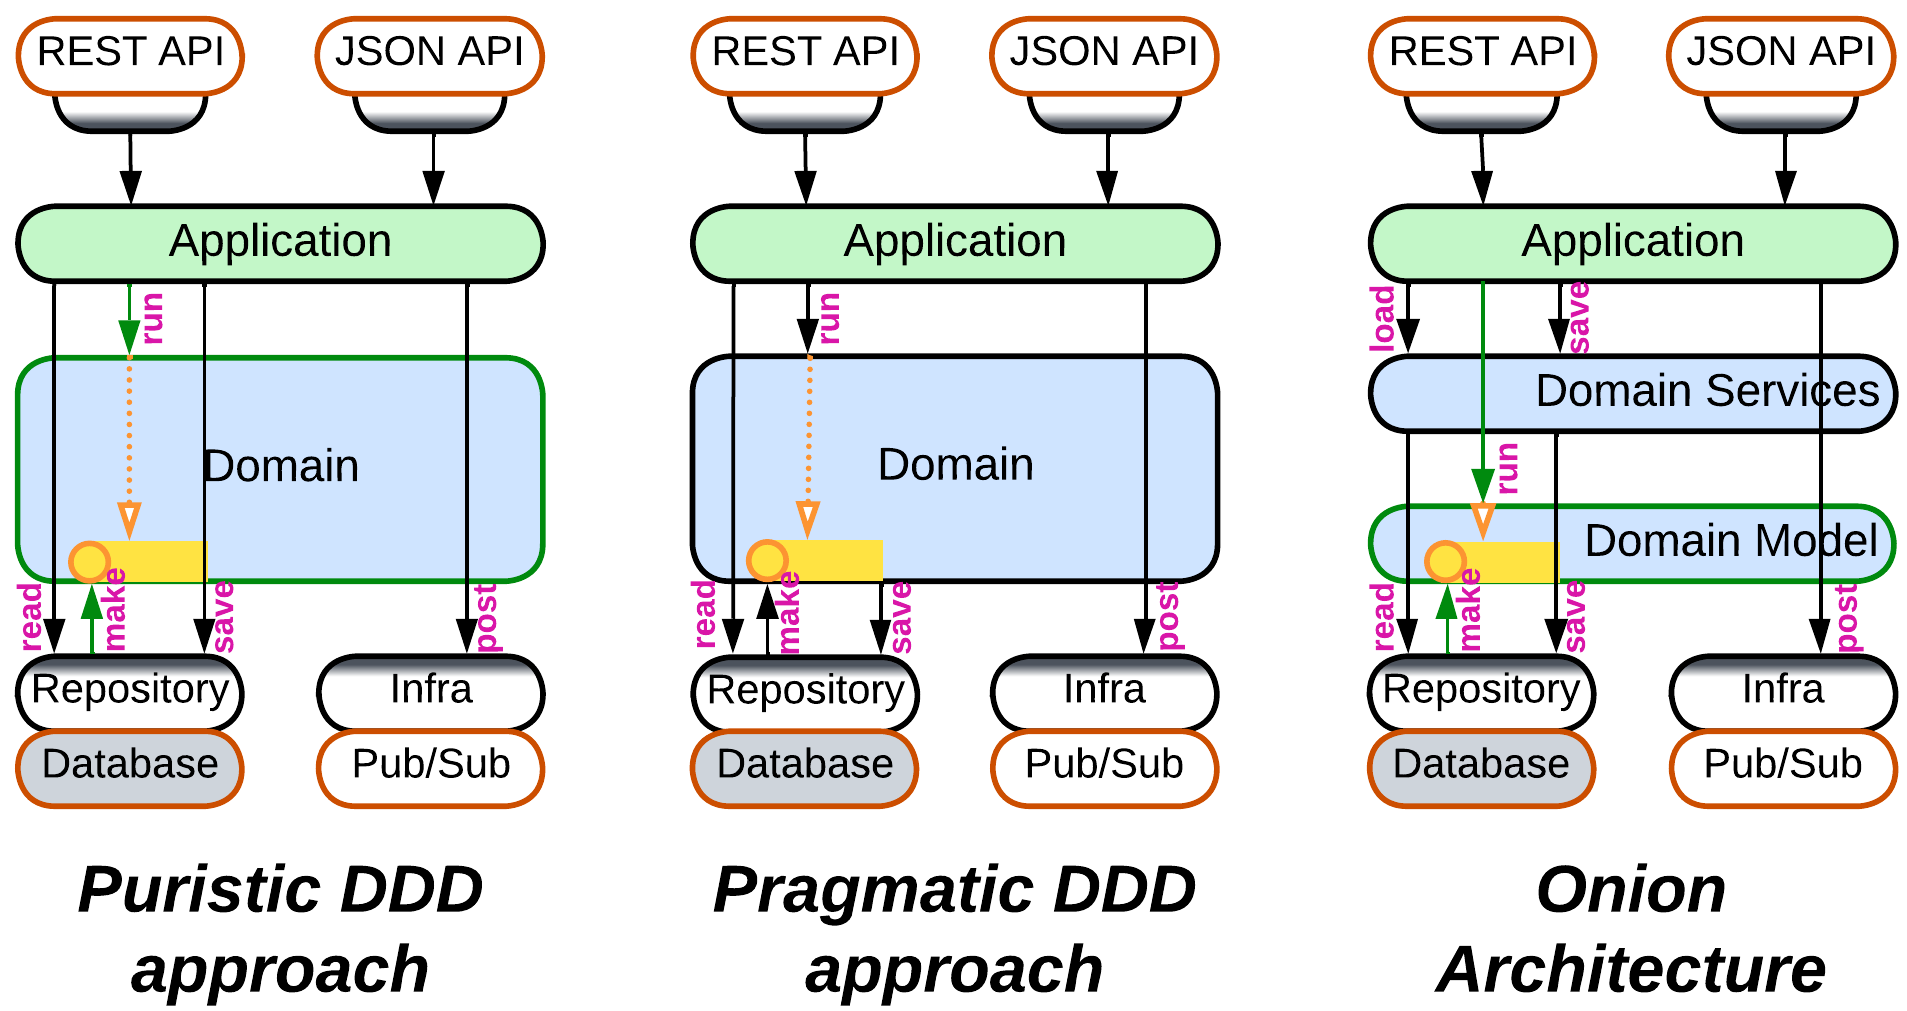 REST API
JSON API
Application
run
Domain
read
make
save
post
Repository
Infra
Database
Pub/Sub
Puristic DDD
approach
REST API
JSON API
Application
run
Domain
read
make
save
post
Repository
Infra
Database
Pub/Sub
Pragmatic DDD
approach
REST API
JSON API
Application
load
save
Domain Services
run
Domain Model
read
make
save
post
Repository
Infra
Database
Pub/Sub
Onion
Architecture